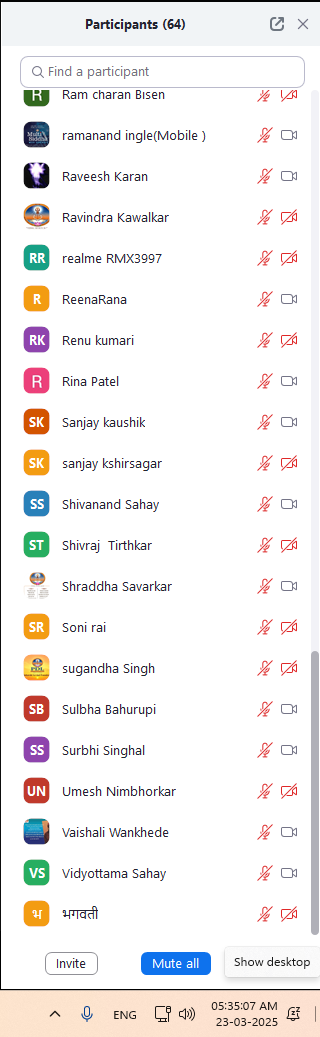 Participants (64)
Find a participant
R Ram charan Bisen
ramanand ingle(Mobile )
Raveesh Karan
Ravindra Kawalkar
RR realme RMX3997
R ReenaRana
RK Renu kumari
R Rina Patel
SK Sanjay kaushik
SK sanjay kshirsagar
SS Shivanand Sahay
ST Shivraj Tirthkar
Shraddha Savarkar
SR Soni rai
sugandha Singh
SB Sulbha Bahurupi
SS Surbhi Singhal
UN Umesh Nimbhorkar
Vaishali Wankhede
VS Vidyottama Sahay
भ भगवती
Invite Mute all Show desktop
ENG 05:35:07 AM
23-03-2025